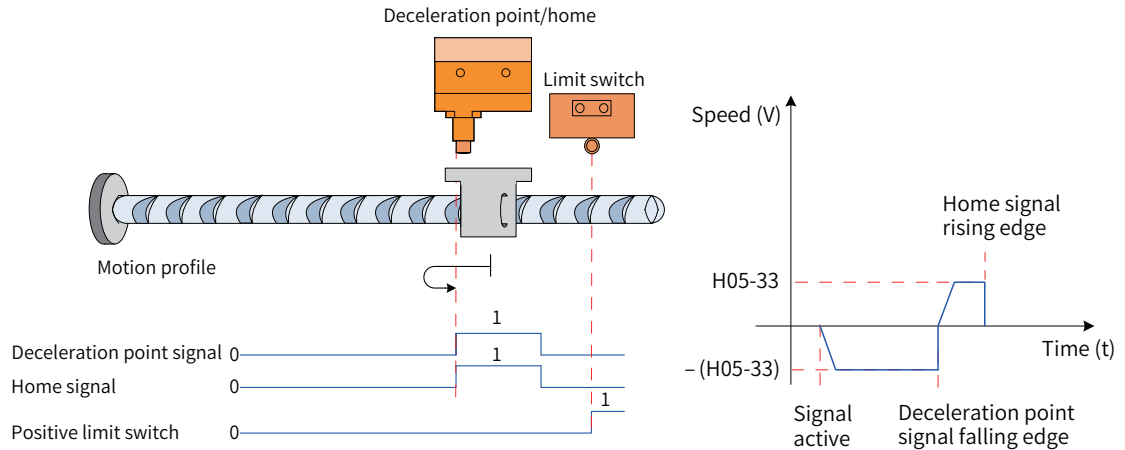 Deceleration point/home
Limit switch
Motion profile
1
Deceleration point signal 0
1
Home signal 0
1
Positive limit switch 0
Speed (V)
Home signal
rising edge
H05-33
Time (t)
– (H05-33)
Signal
active
Deceleration point
signal falling edge